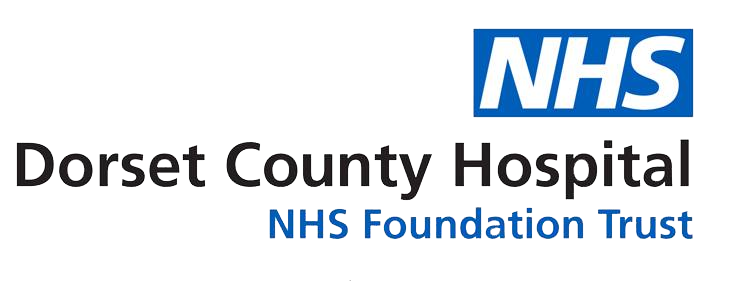 NHS
Dorset County Hospital
NHS Foundation Trust